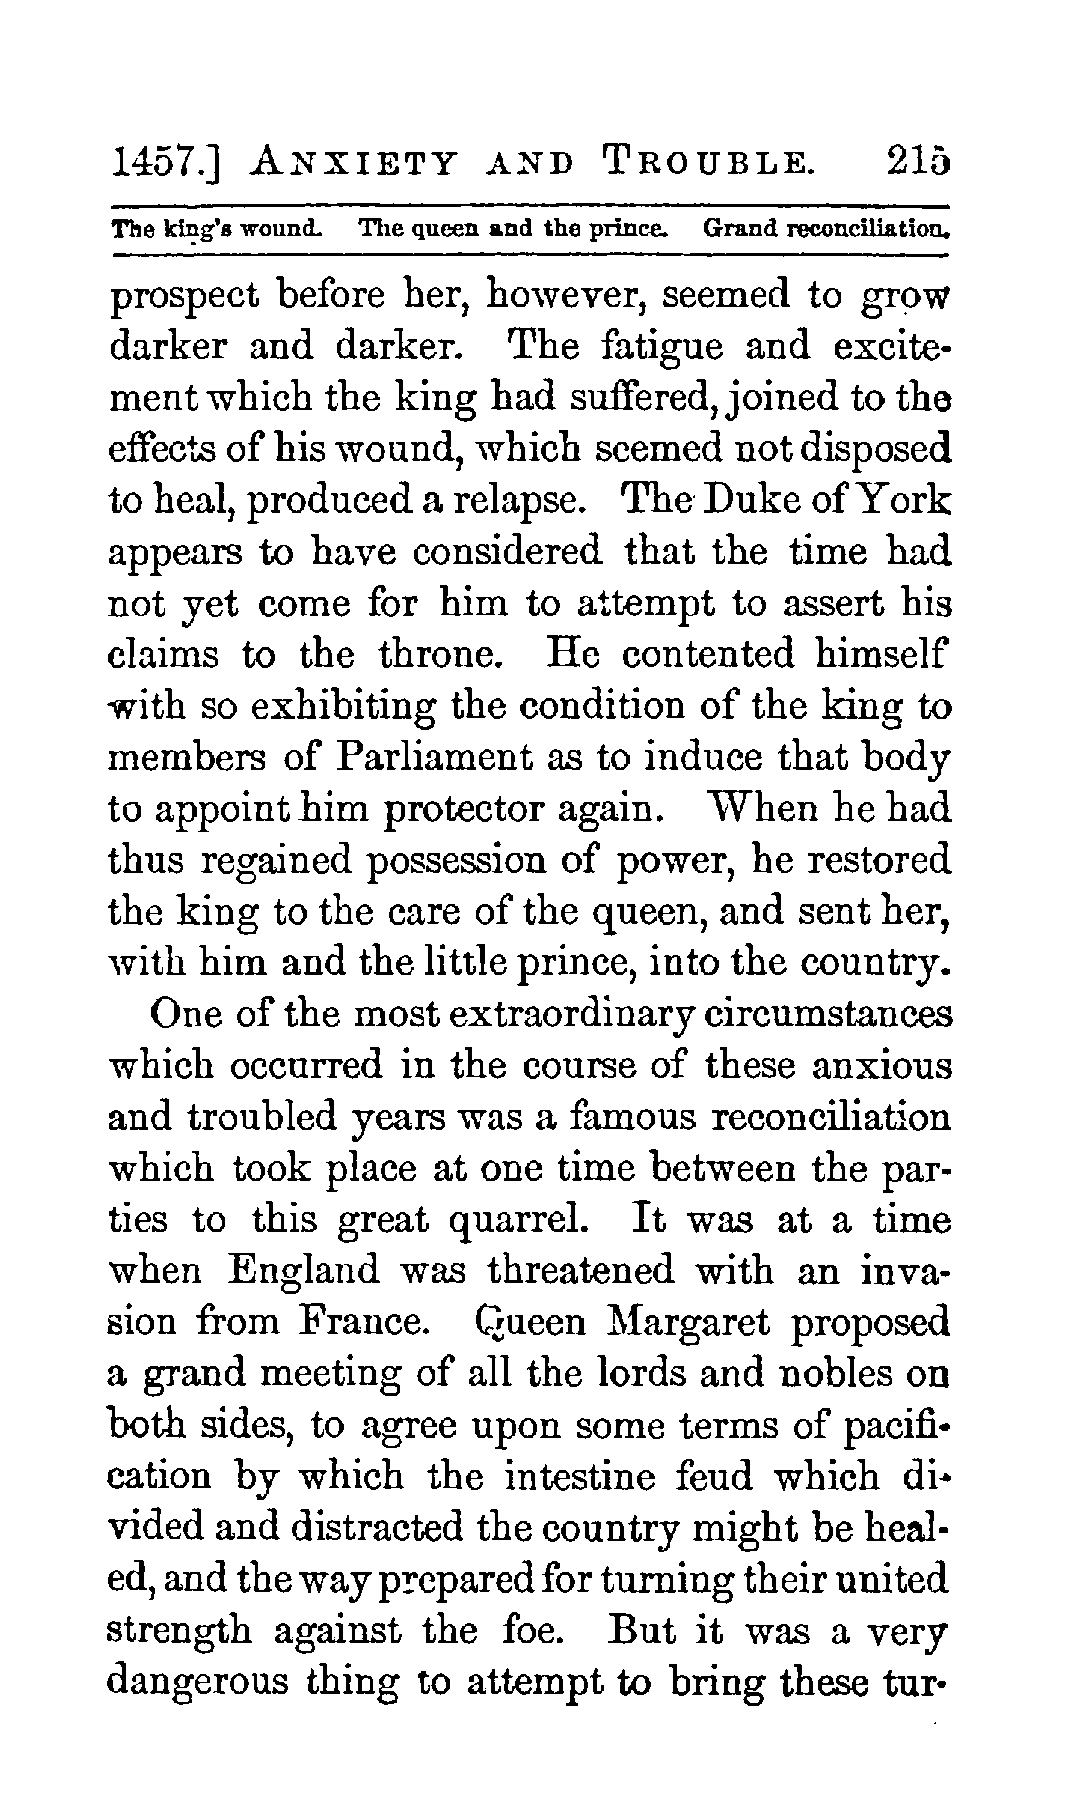 1457.] ANXIETY AND TROUBLE. 215
The king's wound. The queen and the prince. Grand reconciliation.
prospect before her, however, seemed to grow
darker and darker. The fatigue and excite-
ment which the king had suffered, joined to the
effects of his wound, which seemed not disposed
to heal, produced a relapse. The Duke of York
appears to have considered that the time had
not yet come for him to attempt to assert his
claims to the throne. He contented himself
with so exhibiting the condition of the king to
members of Parliament as to induce that body
to appoint him protector again. When he had
thus regained possession of power, he restored
the king to the care of the queen, and sent her,
with him and the little prince, into the country.
One of the most extraordinary circumstances
which occurred in the course of these anxious
and troubled years was a famous reconciliation
which took place at one time between the par-
ties to this great quarrel. It was at a time
when England was threatened with an inva-
sion from France. Queen Margaret proposed
a grand meeting of all the lords and nobles on
both sides, to agree upon some terms of pacifi-
cation by which the intestine feud which di-
vided and distracted the country might be heal-
ed, and the way prepared for turning their united
strength against the foe. But it was a very
dangerous thing to attempt to bring these tur-